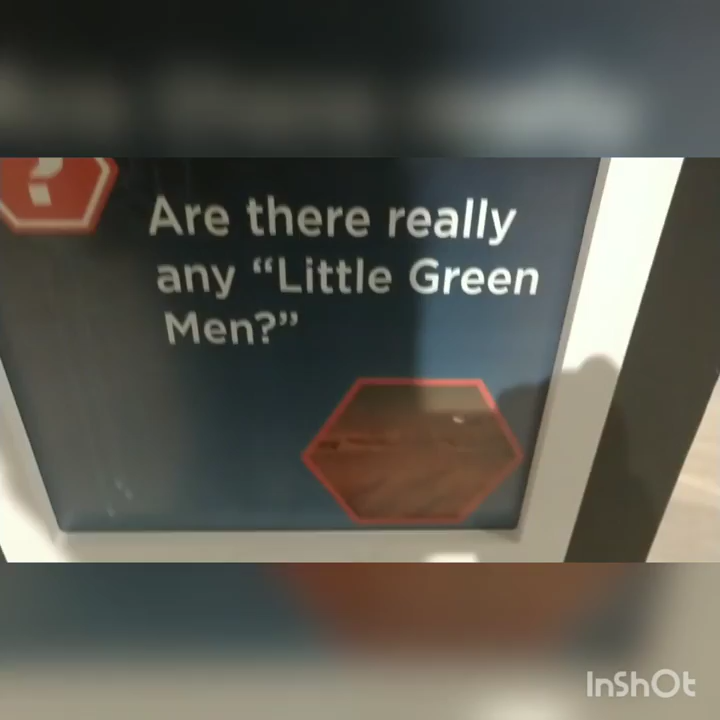 ?
Are there really
any “Little Green
Men?”
InShOt